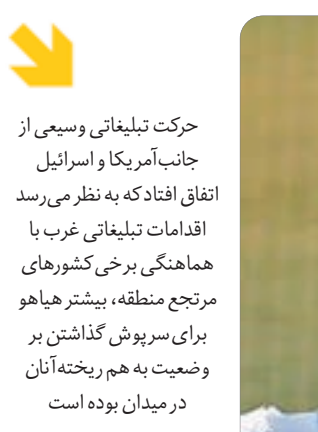 حرکت تبلیغاتی وسیعی از
جانب آمریکا و اسرائیل
اتفاق افتاد که به نظر می‌رسد
اقدامات تبلیغاتی غرب با
هماهنگی برخی کشورهای
مرتجع منطقه، بیشتر هیاهو
برای سرپوش گذاشتن بر
وضعیت به هم ریخته آنان
در میدان بوده است